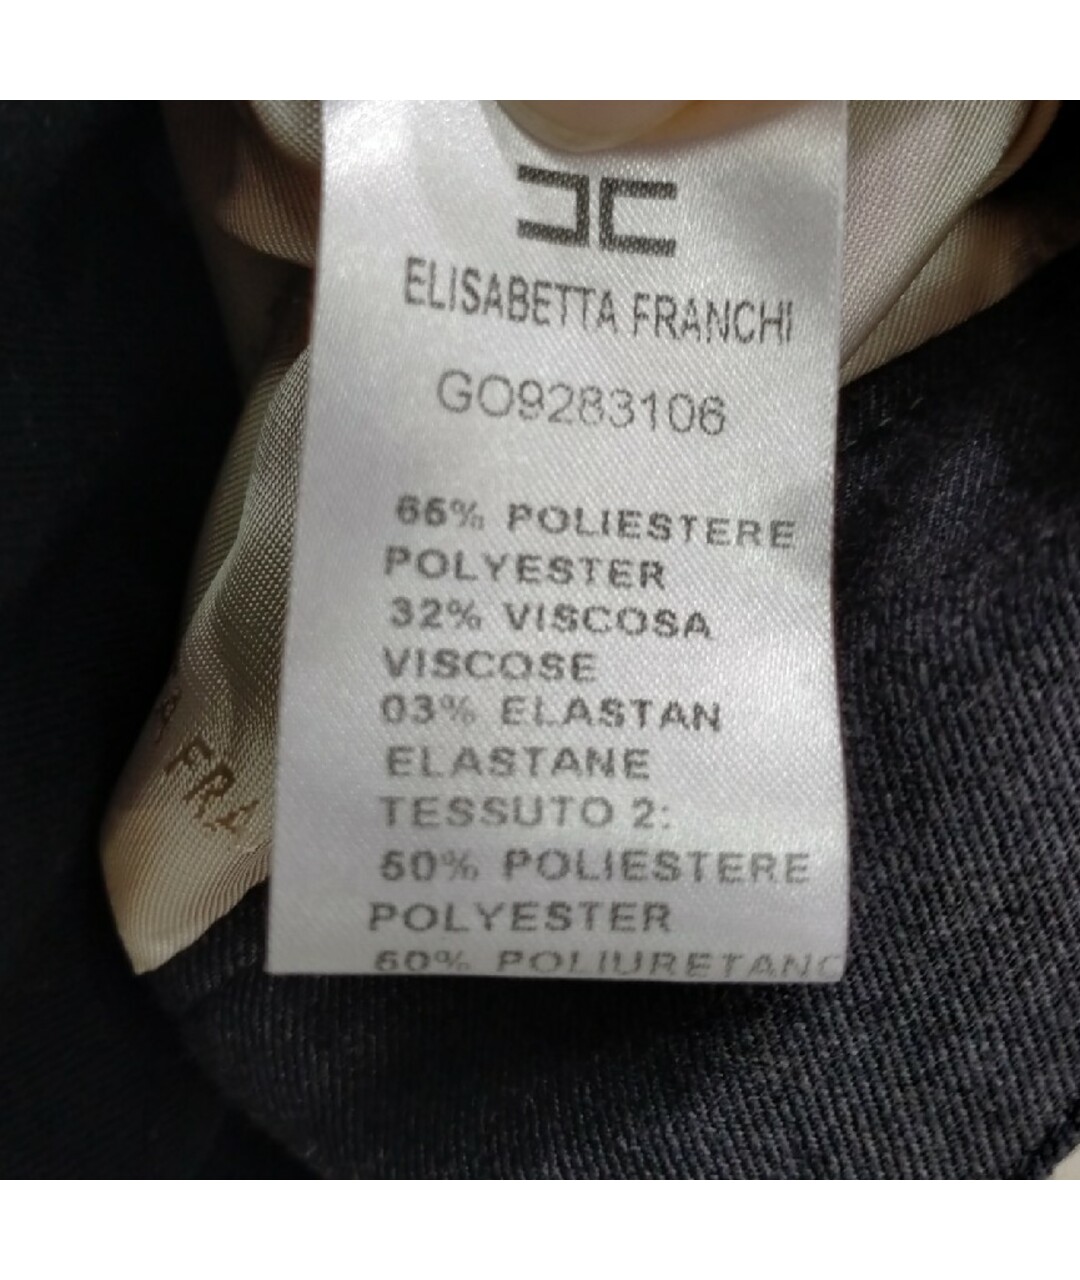 ELISABETTA FRANCHI
GO9283106
65% POLIESTERE
POLYESTER
32% VISCOSA
VISCOSE
03% ELASTAN
ELASTANE
TESSUTO 2:
50% POLIESTERE
POLYESTER
50% POLIURETANO
FRA